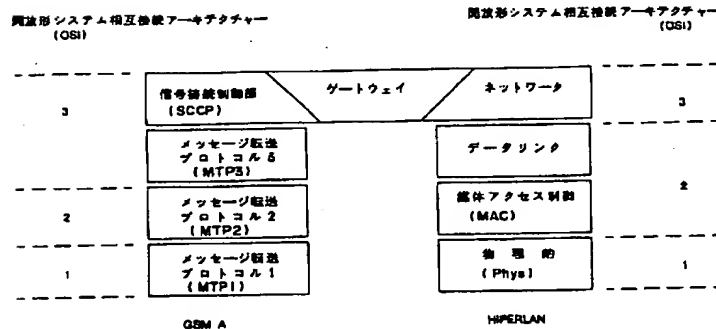 開放形システム相互接続アーキテクチャー
(OSI)
開放形システム相互接続アーキテクチャー
(OSI)
3
信号接続制御部
(SCCP)
ゲートウェイ
ネットワーク
3
メッセージ転送
プロトコル3
(MTP3)
データリンク
2
メッセージ転送
プロトコル2
(MTP2)
媒体アクセス制御
(MAC)
2
1
メッセージ転送
プロトコル1
(MTP1)
物理的
(Phys)
1
GSM A
HIPERLAN